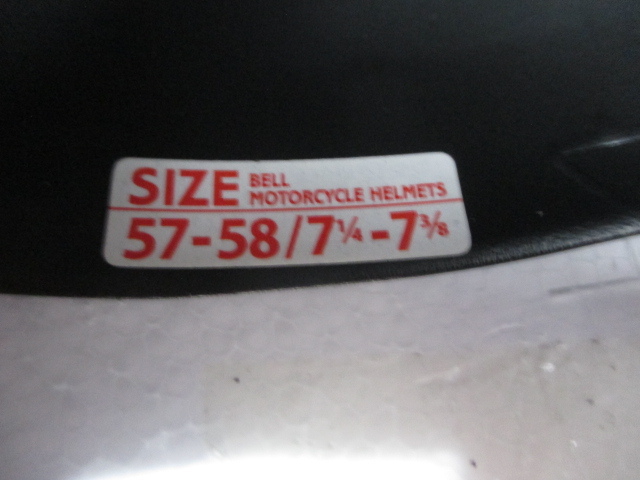 SIZE BELL
MOTORCYCLE HELMETS
57-58/7¼-7⅜